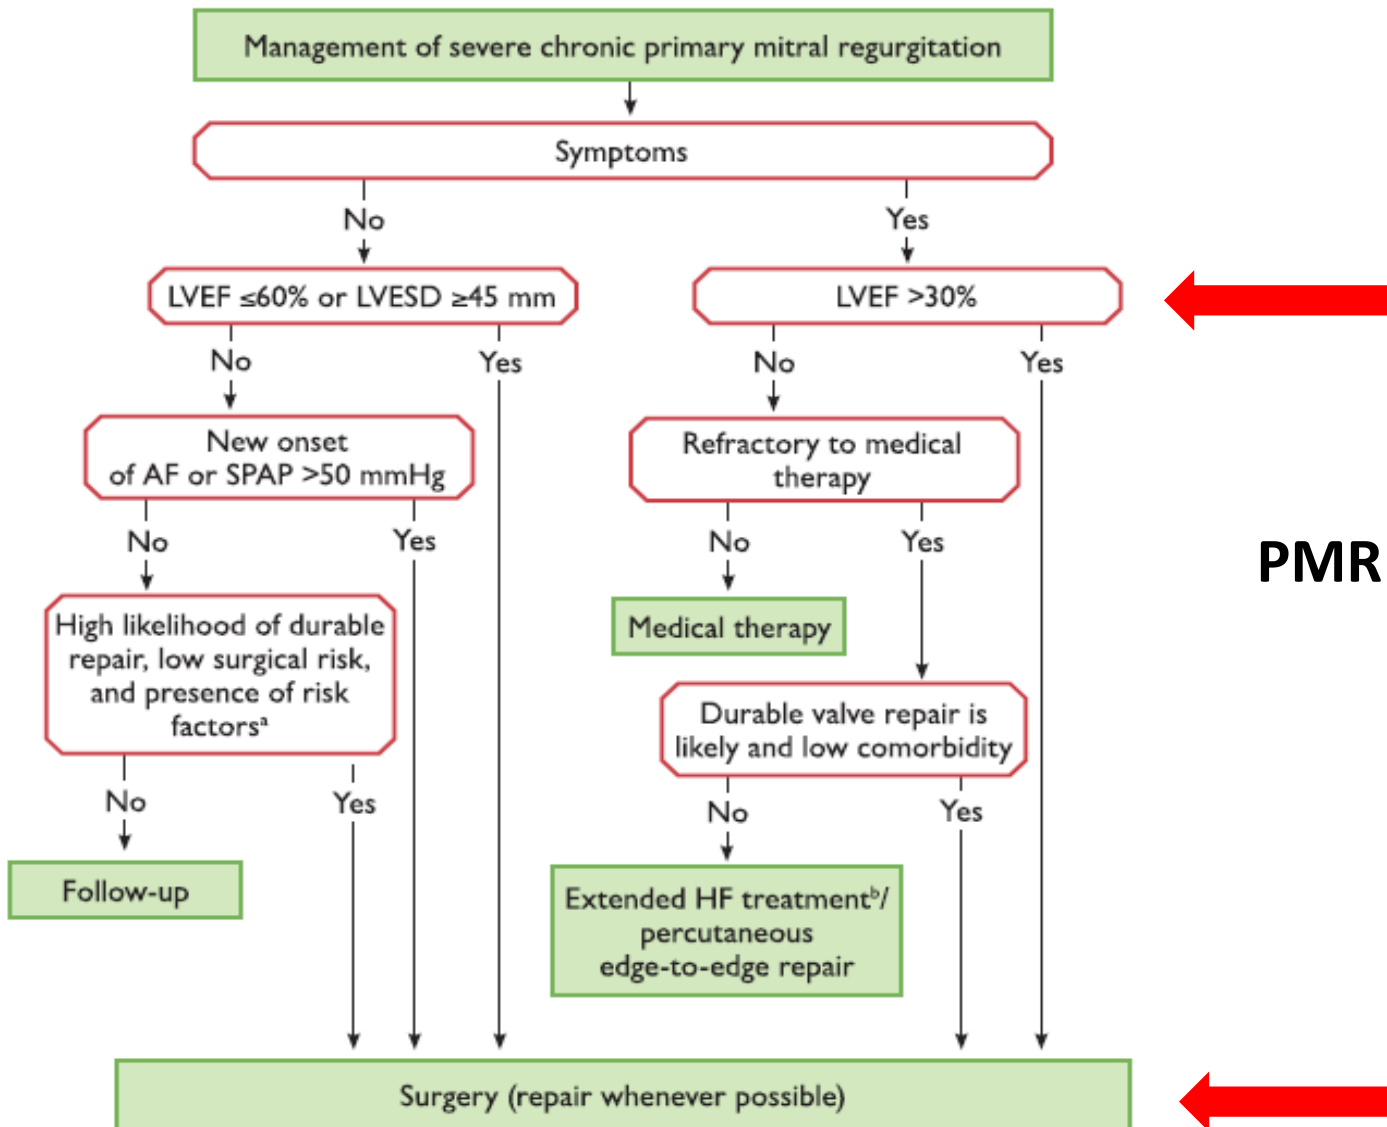 Management of severe chronic primary mitral regurgitation
Symptoms
No
Yes
LVEF ≤60% or LVESD ≥45 mm
LVEF >30%
No
Yes
No
Yes
New onset
of AF or SPAP >50 mmHg
Refractory to medical
therapy
No
Yes
No
Yes
PMR
High likelihood of durable
repair, low surgical risk,
and presence of risk
factorsᵃ
Medical therapy
Durable valve repair is
likely and low comorbidity
No
Yes
No
Yes
Follow-up
Extended HF treatmentᵇ/
percutaneous
edge-to-edge repair
Surgery (repair whenever possible)